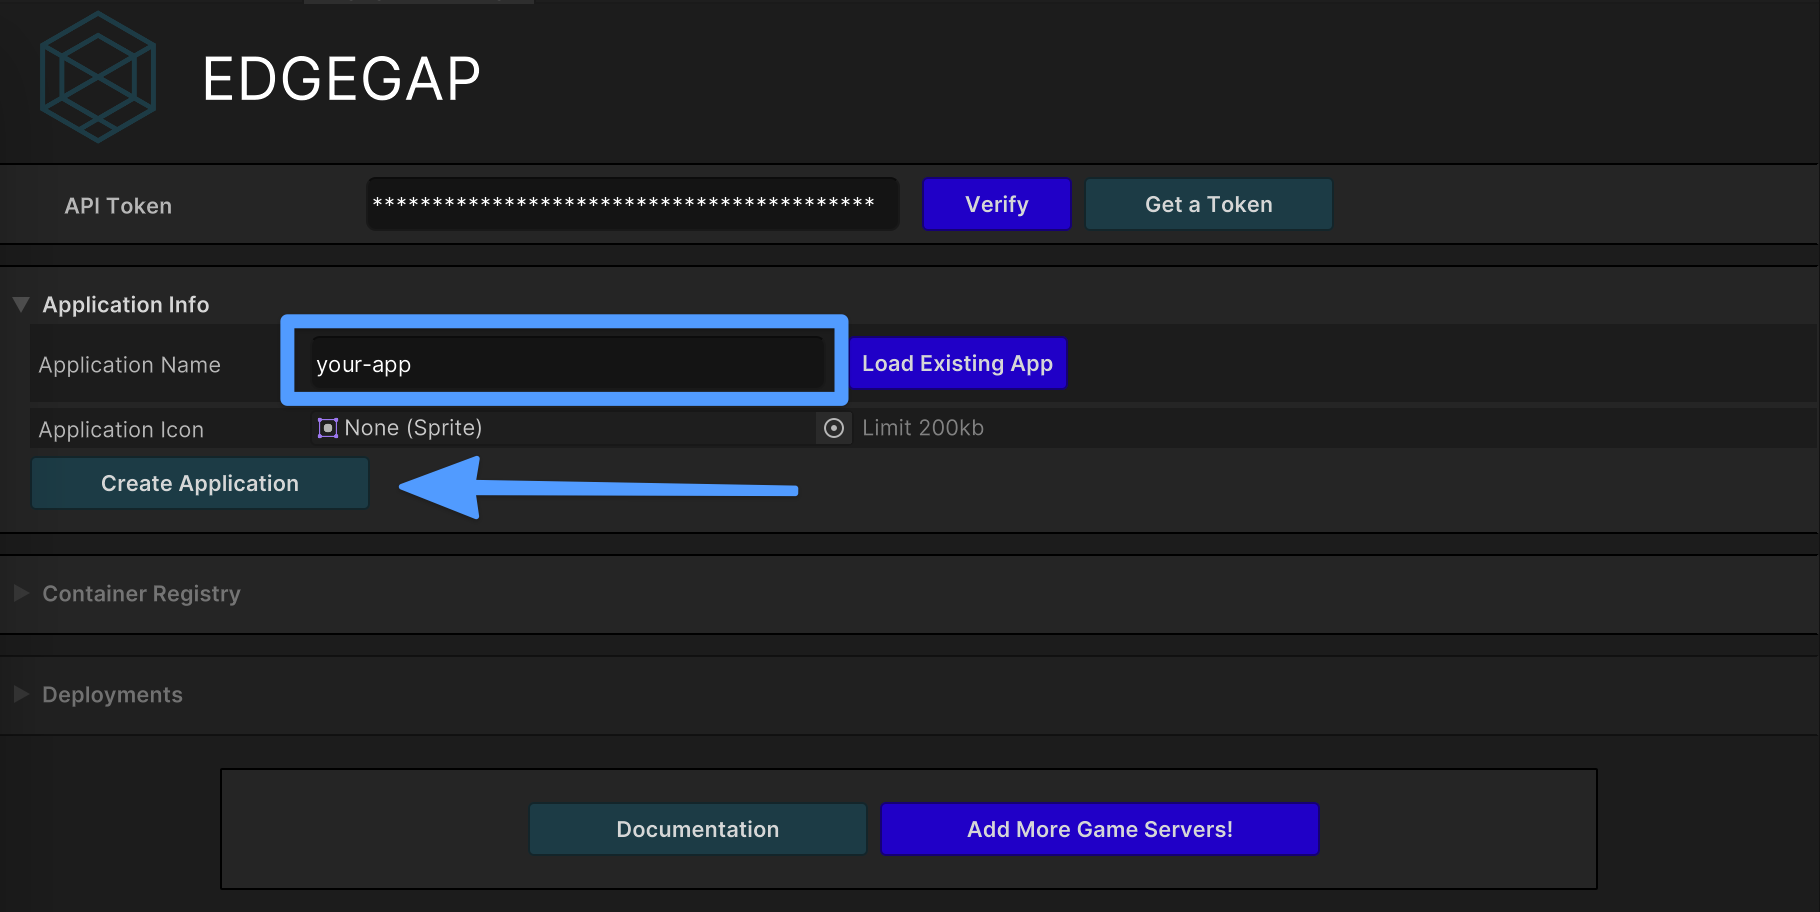 EDGEGAP
API Token ****************************************** Verify Get a Token
Application Info
Application Name your-app Load Existing App
Application Icon None (Sprite) Limit 200kb
Create Application
Container Registry
Deployments
Documentation Add More Game Servers!